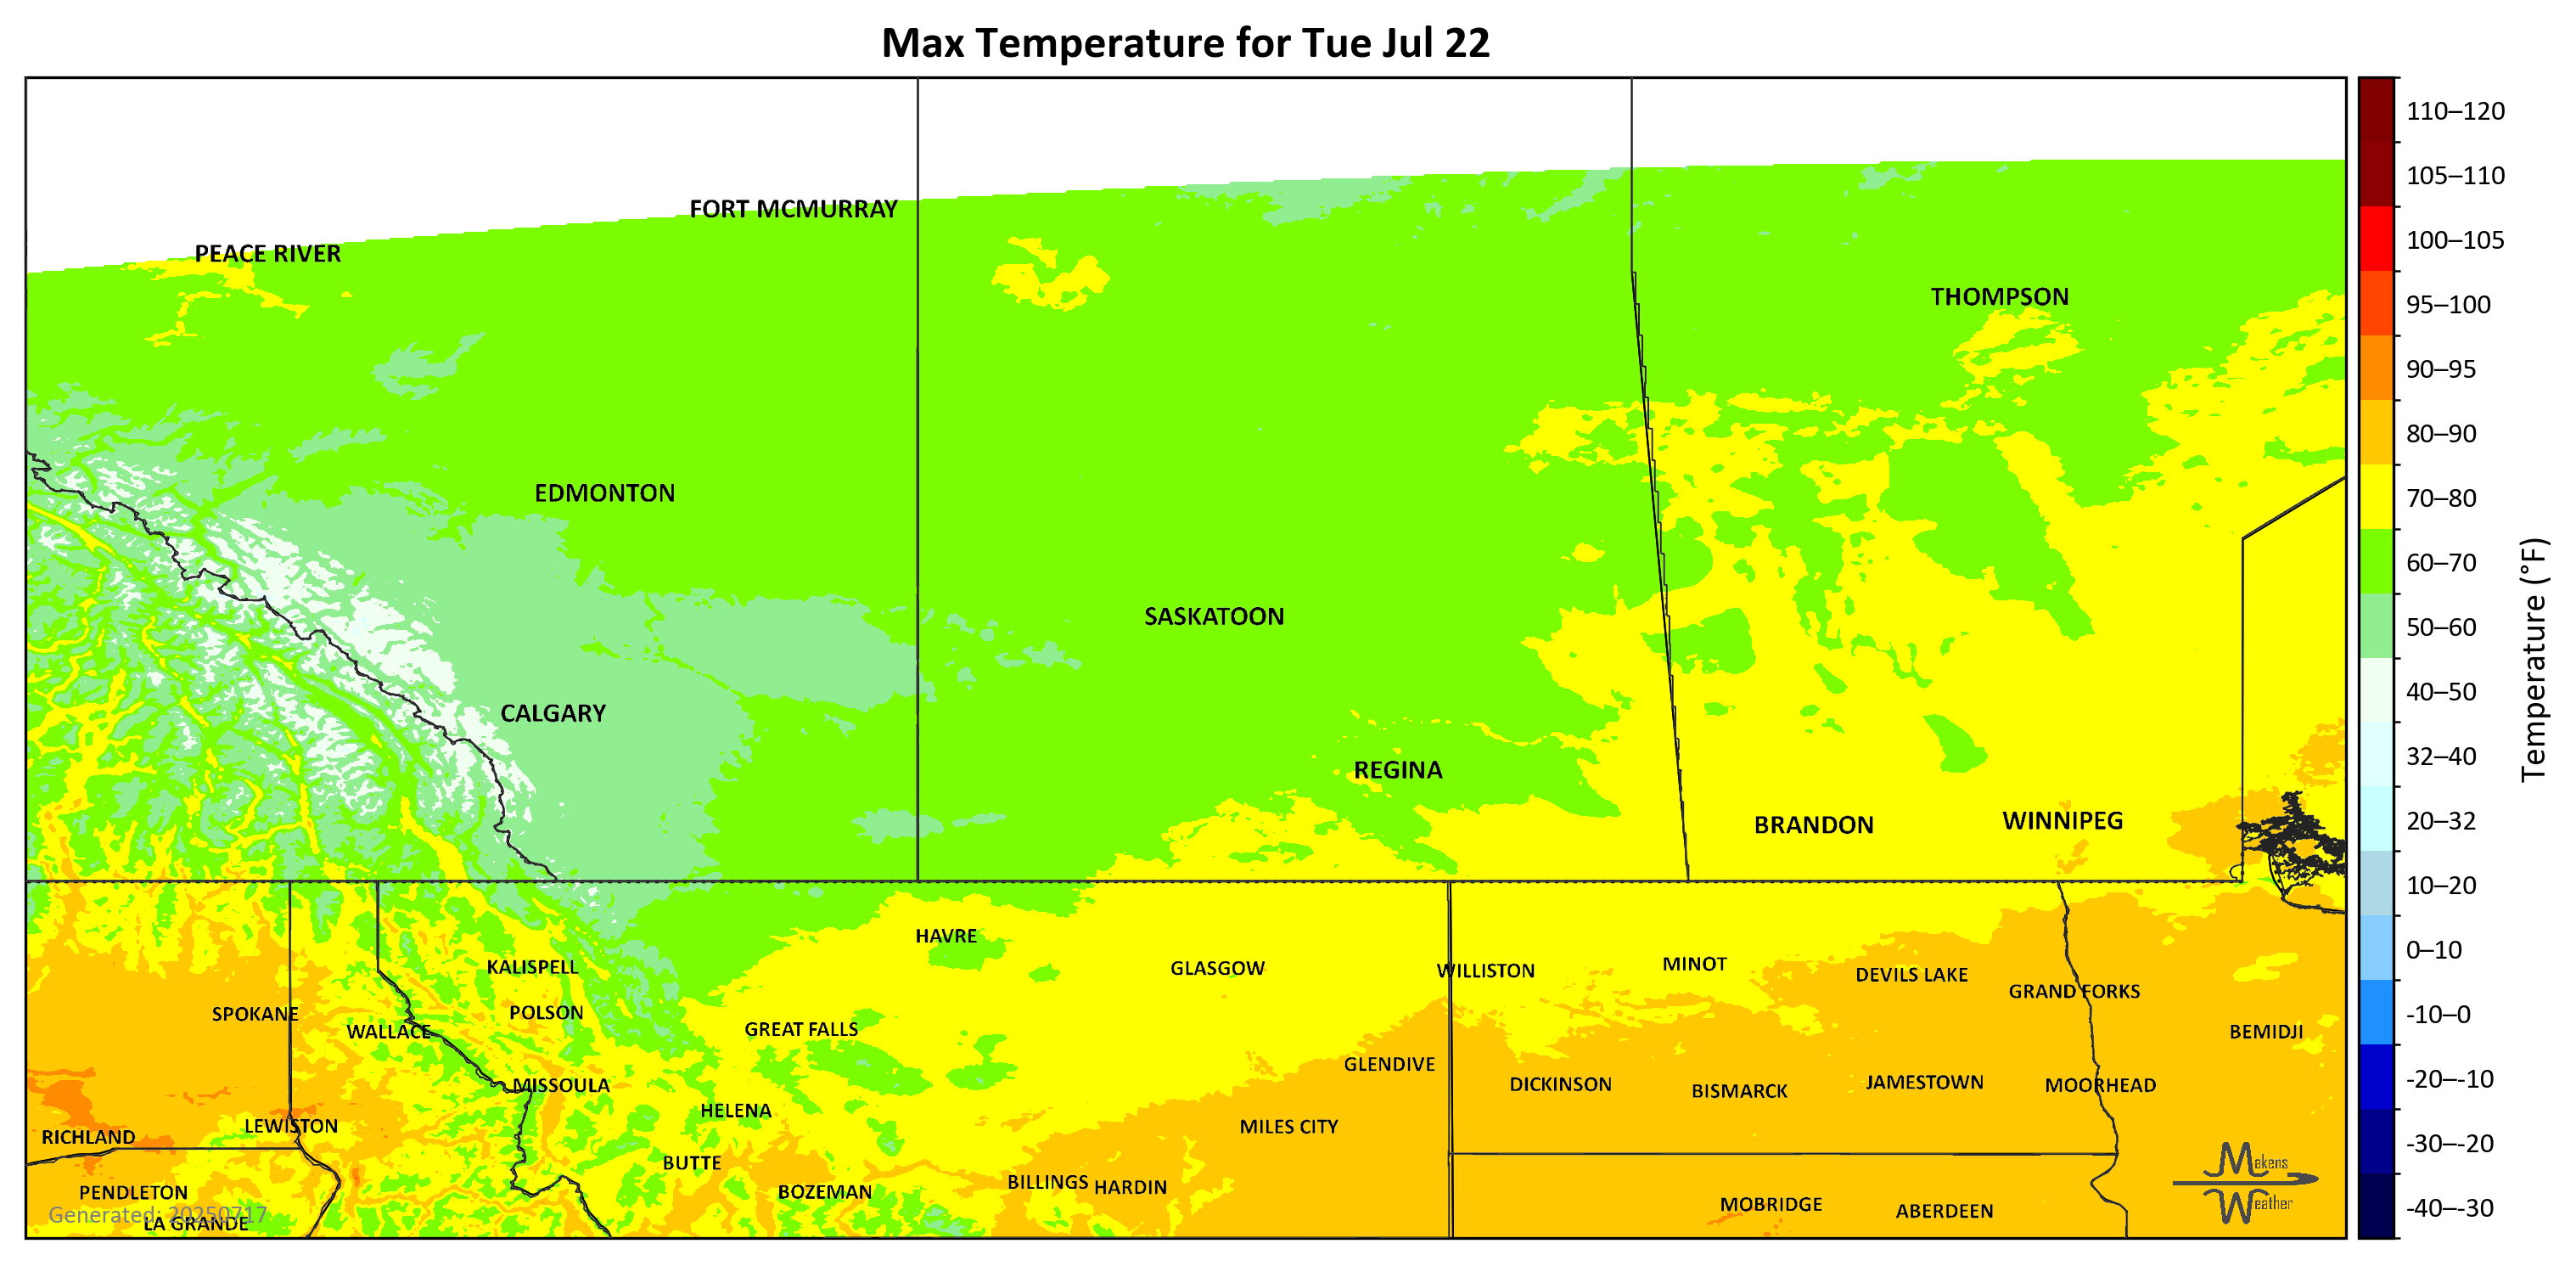 Max Temperature for Tue Jul 22
110–120
105–110
FORT MCMURRAY
100–105
PEACE RIVER
THOMPSON
95–100
90–95
80–90
EDMONTON
70–80
60–70
SASKATOON
50–60
Temperature (°F)
40–50
CALGARY
32–40
REGINA
20–32
BRANDON
WINNIPEG
10–20
HAVRE
0–10
KALISPELL
GLASGOW
WILLISTON
MINOT
DEVILS LAKE
GRAND FORKS
SPOKANE
POLSON
-10–0
WALLACE
GREAT FALLS
BEMIDJI
GLENDIVE
-20–-10
MISSOULA
DICKINSON
BISMARCK
JAMESTOWN
MOORHEAD
HELENA
LEWISTON
MILES CITY
RICHLAND
-30–-20
BUTTE
Makens
Weather
BILLINGS
HARDIN
PENDLETON
BOZEMAN
MOBRIDGE
ABERDEEN
-40–-30
Generated: 20250717
LA GRANDE